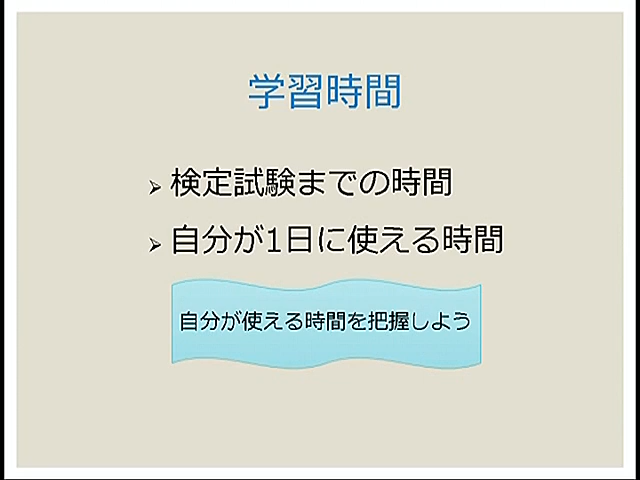 学習時間
検定試験までの時間
自分が1日に使える時間
自分が使える時間を把握しよう